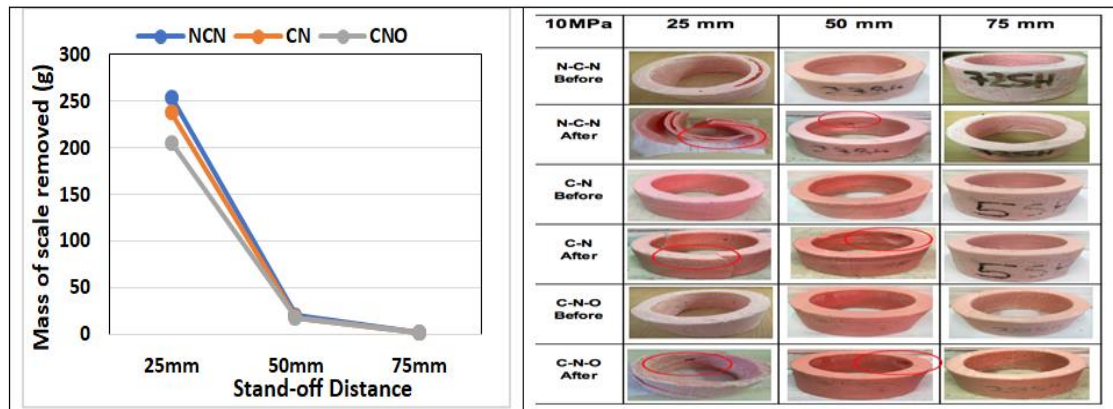 NCN CN CNO
300
250
200
150
100
50
0
Mass of scale removed (g)
25mm 50mm 75mm
Stand-off Distance
10MPa 25 mm 50 mm 75 mm
N-C-N
Before
725H
N-C-N
After
C-N
Before
C-N
After
C-N-O
Before
C-N-O
After